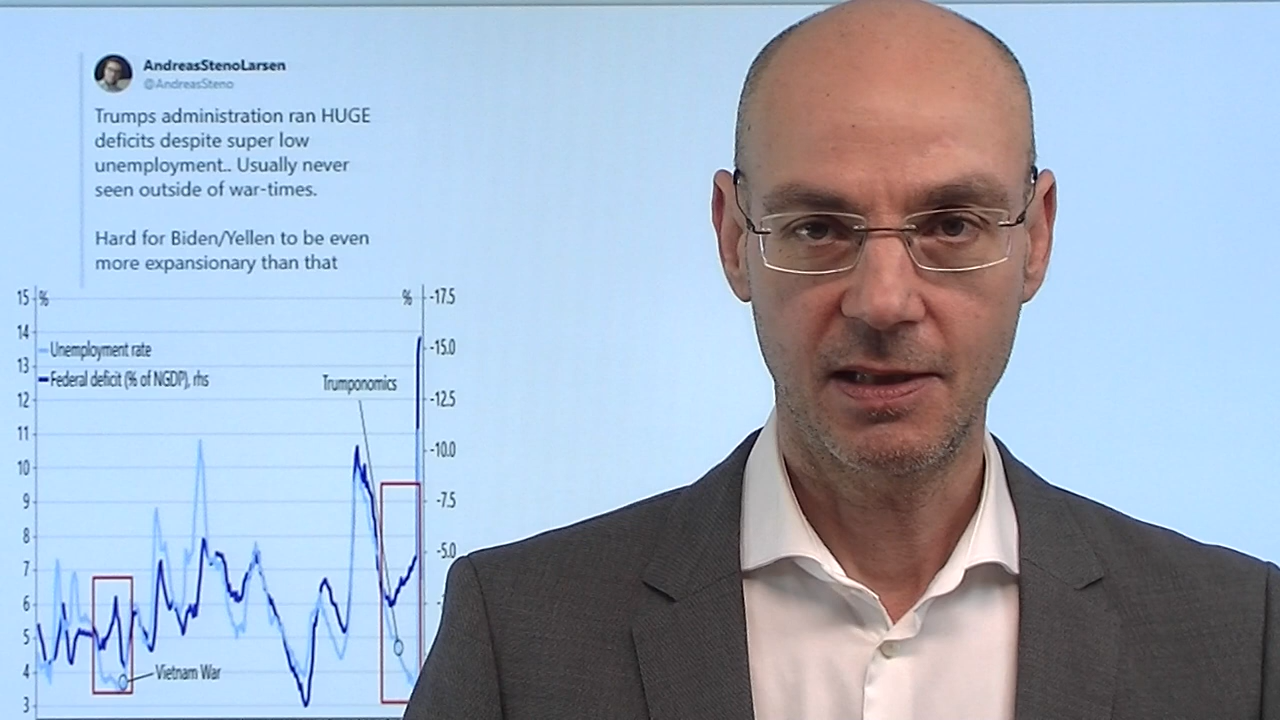 AndreasStenoLarsen
@AndreasSteno
Trumps administration ran HUGE
deficits despite super low
unemployment.. Usually never
seen outside of war-times.
Hard for Biden/Yellen to be even
more expansionary than that
15 % % -17.5
14
Unemployment rate -15.0
13
Federal deficit (% of NGDP), rhs
Trumponomics
12 -12.5
11
10 -10.0
9
-7.5
8
7 -5.0
6
5
4 Vietnam War
3